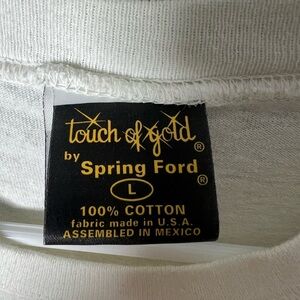 touch of gold ®
by
Spring Ford ®
L
100% COTTON
fabric made in U.S.A.
ASSEMBLED IN MEXICO